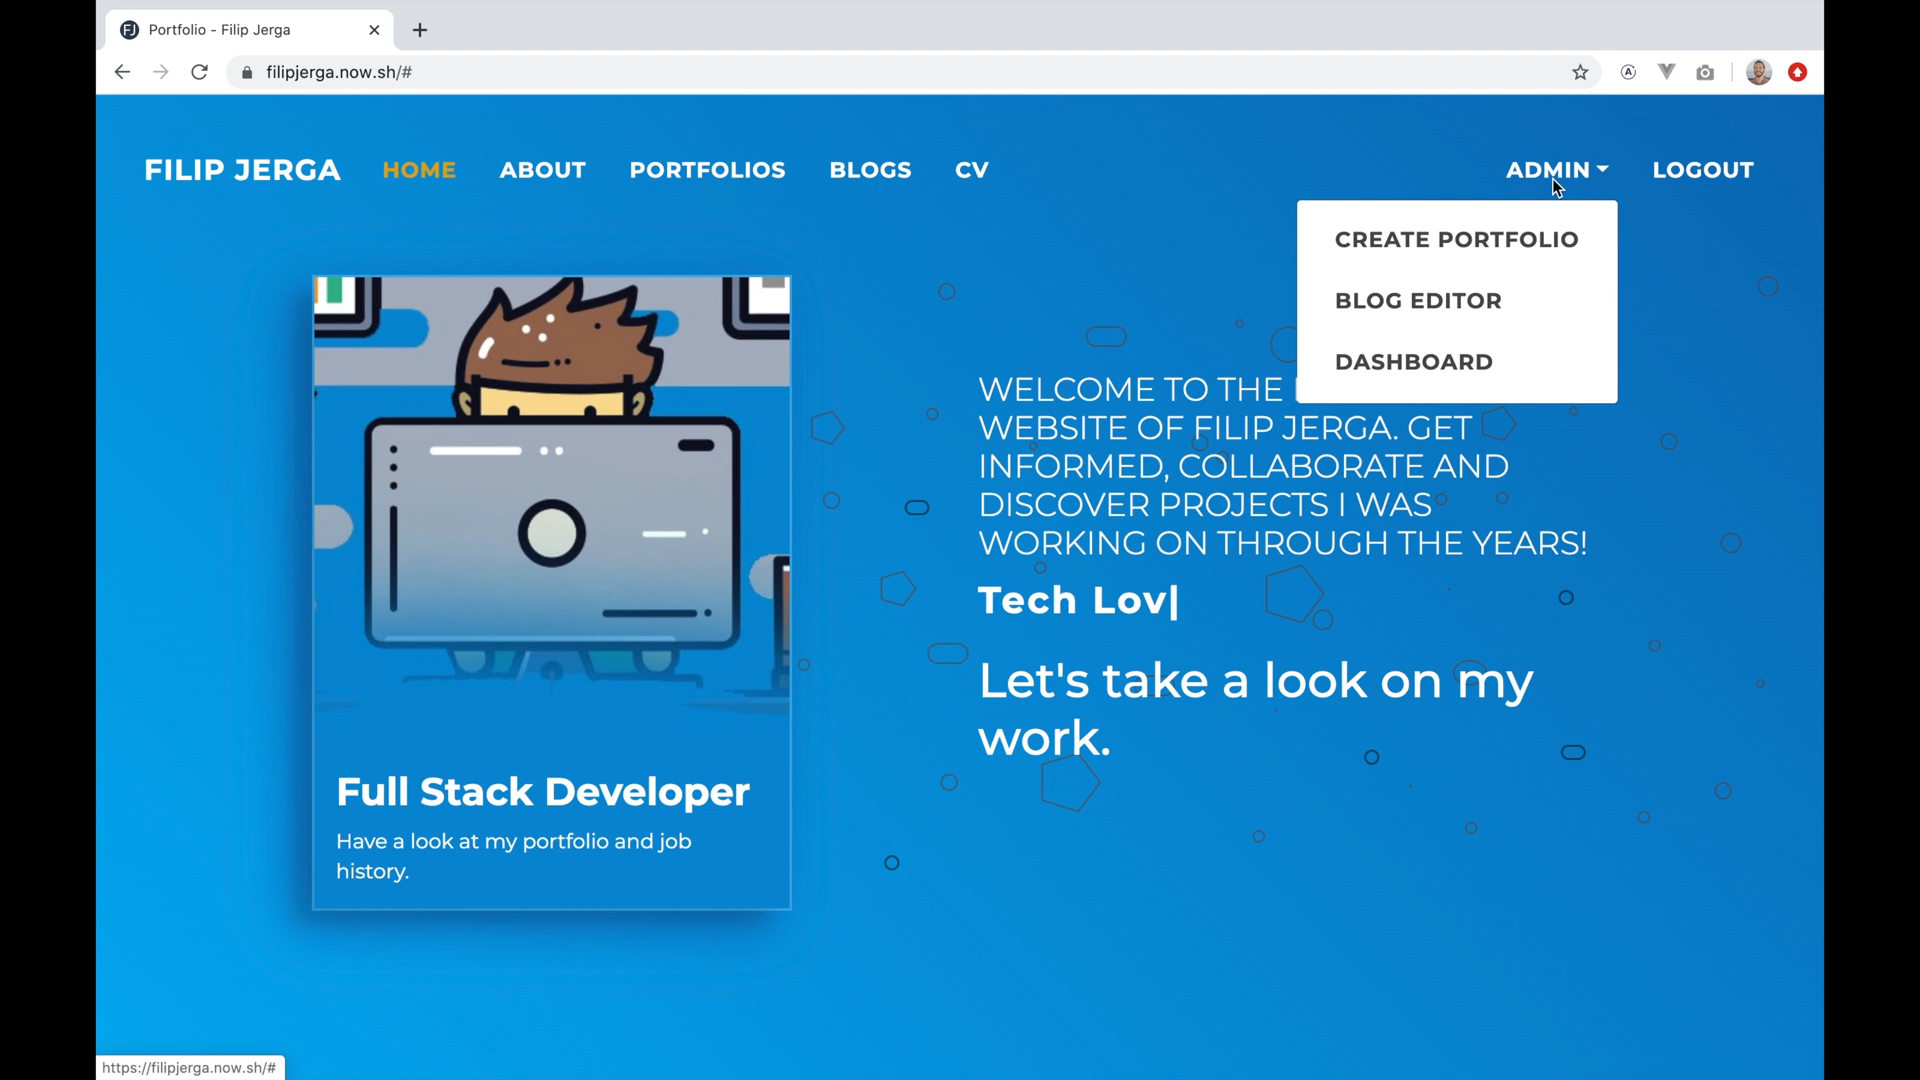 Portfolio - Filip Jerga
filipjerga.now.sh/#
FILIP JERGA HOME ABOUT PORTFOLIOS BLOGS CV ADMIN LOGOUT
CREATE PORTFOLIO
BLOG EDITOR
DASHBOARD
WELCOME TO THE
WEBSITE OF FILIP JERGA. GET
INFORMED, COLLABORATE AND
DISCOVER PROJECTS I WAS
WORKING ON THROUGH THE YEARS!
Tech Lov|
Let's take a look on my
work.
Full Stack Developer
Have a look at my portfolio and job
history.
https://filipjerga.now.sh/#